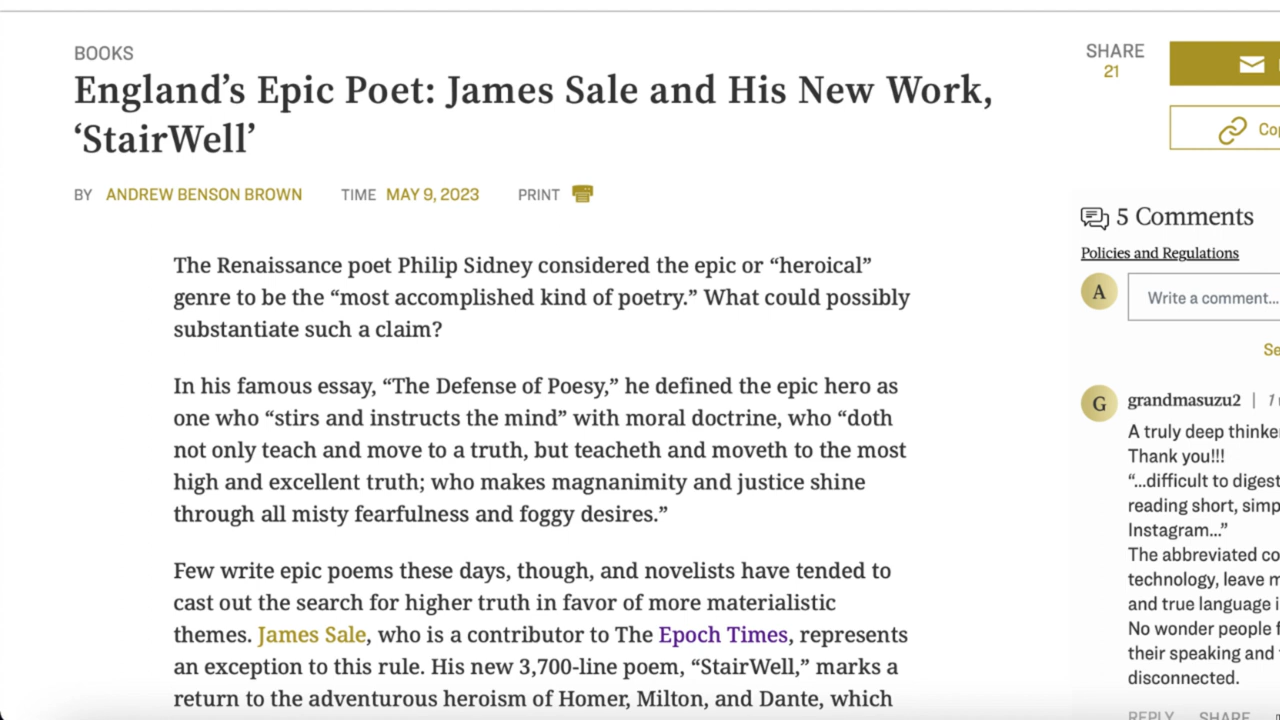 BOOKS
England’s Epic Poet: James Sale and His New Work,
‘StairWell’
BY ANDREW BENSON BROWN TIME MAY 9, 2023 PRINT
The Renaissance poet Philip Sidney considered the epic or “heroical”
genre to be the “most accomplished kind of poetry.” What could possibly
substantiate such a claim?
In his famous essay, “The Defense of Poesy,” he defined the epic hero as
one who “stirs and instructs the mind” with moral doctrine, who “doth
not only teach and move to a truth, but teacheth and moveth to the most
high and excellent truth; who makes magnanimity and justice shine
through all misty fearfulness and foggy desires.”
Few write epic poems these days, though, and novelists have tended to
cast out the search for higher truth in favor of more materialistic
themes. James Sale, who is a contributor to The Epoch Times, represents
an exception to this rule. His new 3,700-line poem, “StairWell,” marks a
return to the adventurous heroism of Homer, Milton, and Dante, which
SHARE
21
5 Comments
Policies and Regulations
A
Write a comment...
G
grandmasuzu2 |
A truly deep
Thank you!!!
“...difficult to digest
reading short,
Instagram...”
The abbreviated
technology, leave
and true language
No wonder people
their speaking and
disconnected.
REPLY SHARE